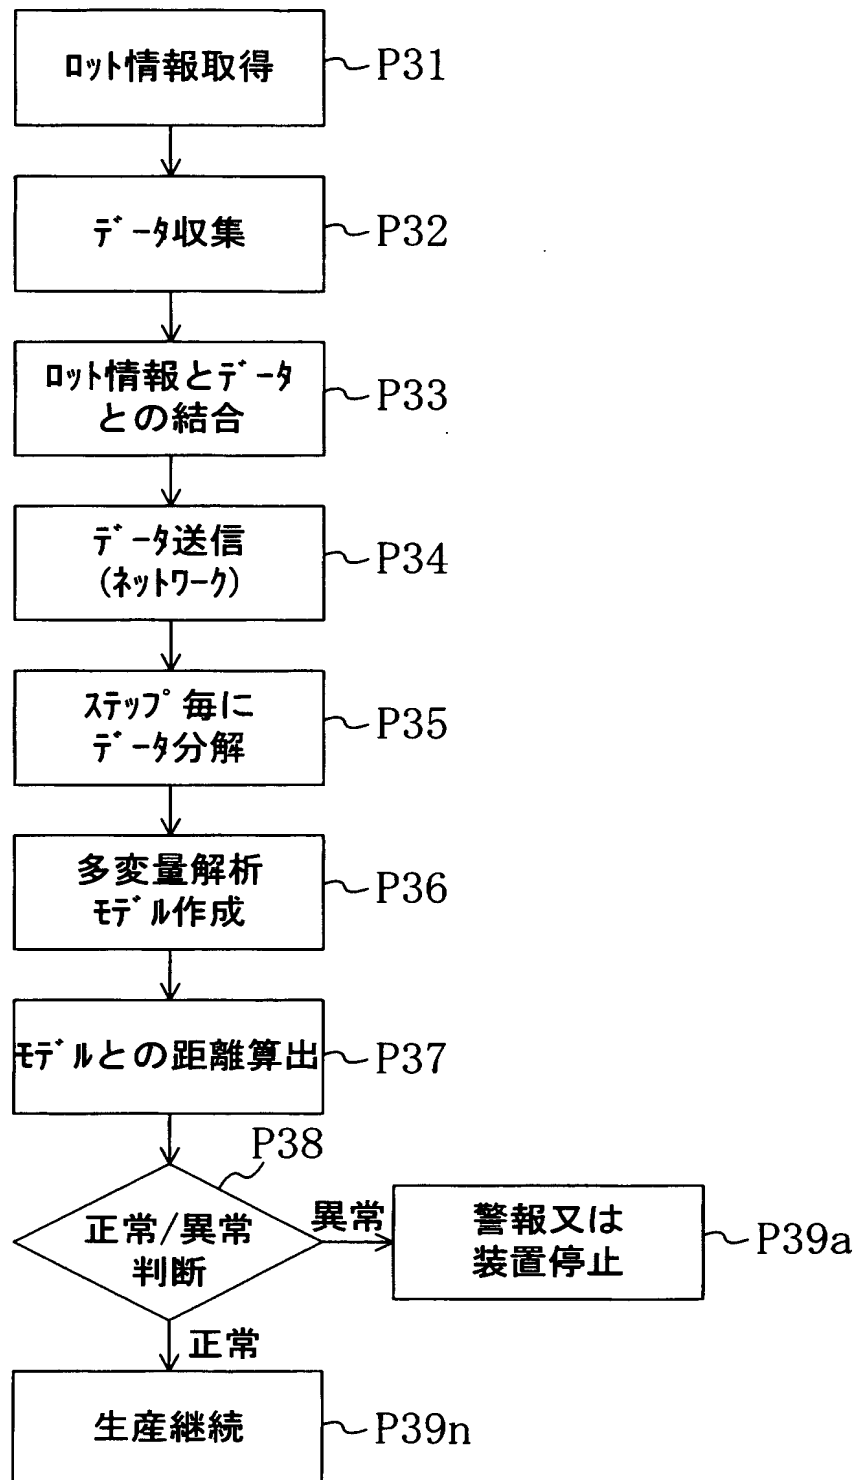 ﾛｯﾄ情報取得
P31
ﾃﾞｰﾀ収集
P32
ﾛｯﾄ情報とﾃﾞｰﾀ
との結合
P33
ﾃﾞｰﾀ送信
(ﾈｯﾄﾜｰｸ)
P34
ｽﾃｯﾌﾟ毎に
ﾃﾞｰﾀ分解
P35
多変量解析
ﾓﾃﾞﾙ作成
P36
ﾓﾃﾞﾙとの距離算出
P37
P38
正常/異常
判断
異常
警報又は
装置停止
P39a
正常
生産継続
P39n